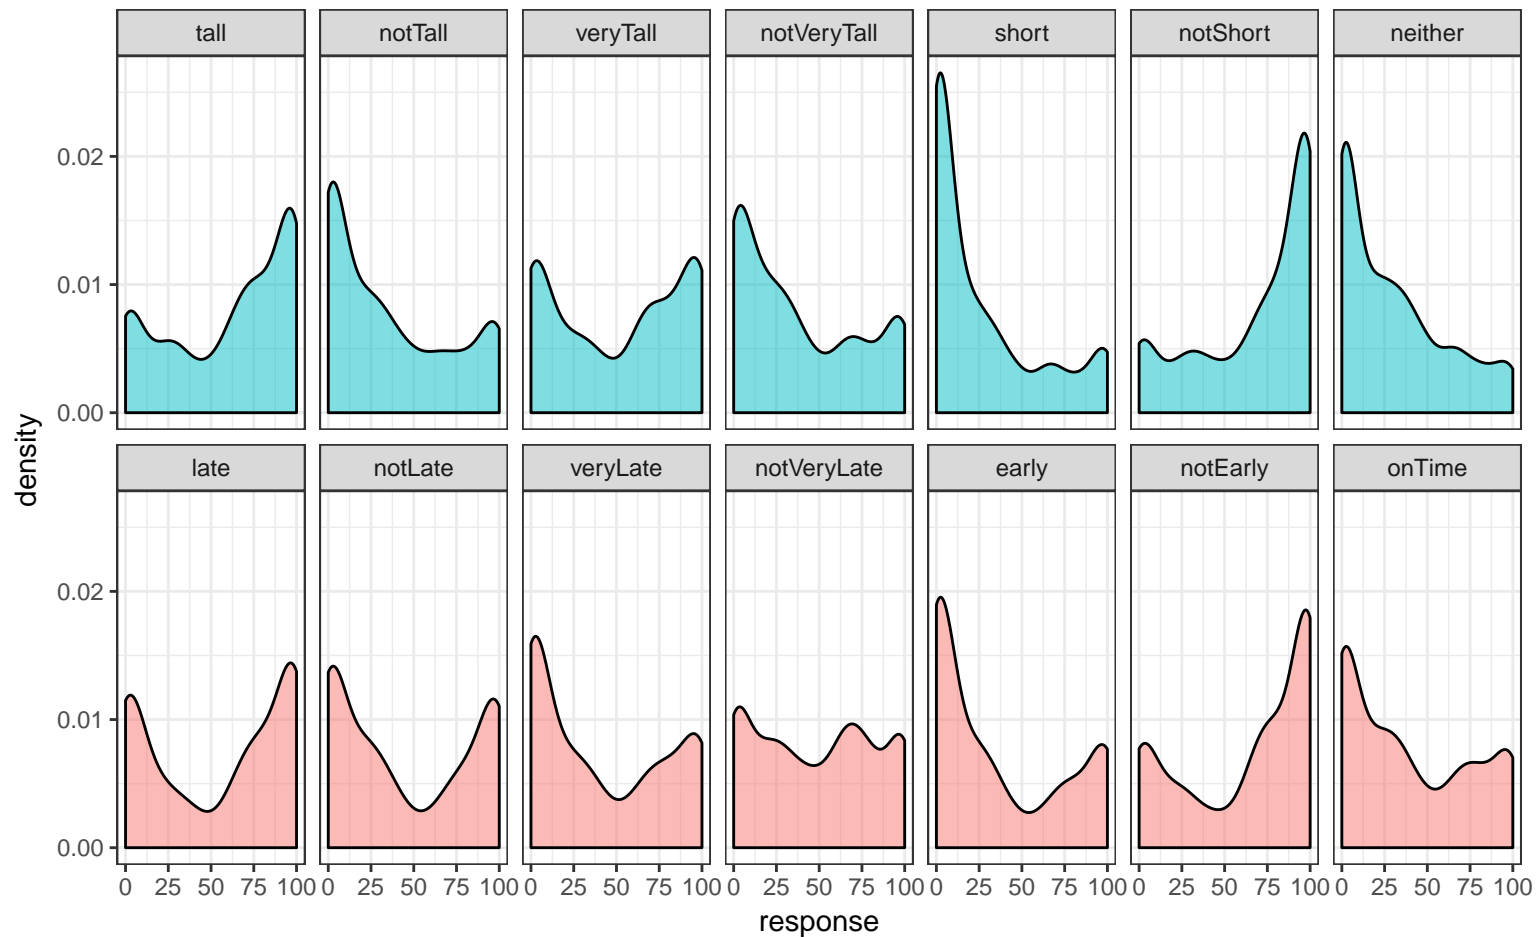 tall notTall veryTall notVeryTall short notShort neither
0.02
0.01
0.00
density
late notLate veryLate notVeryLate early notEarly onTime
0.02
0.01
0.00
0 25 50 75 100 0 25 50 75 100 0 25 50 75 100 0 25 50 75 100 0 25 50 75 100 0 25 50 75 100 0 25 50 75 100
response